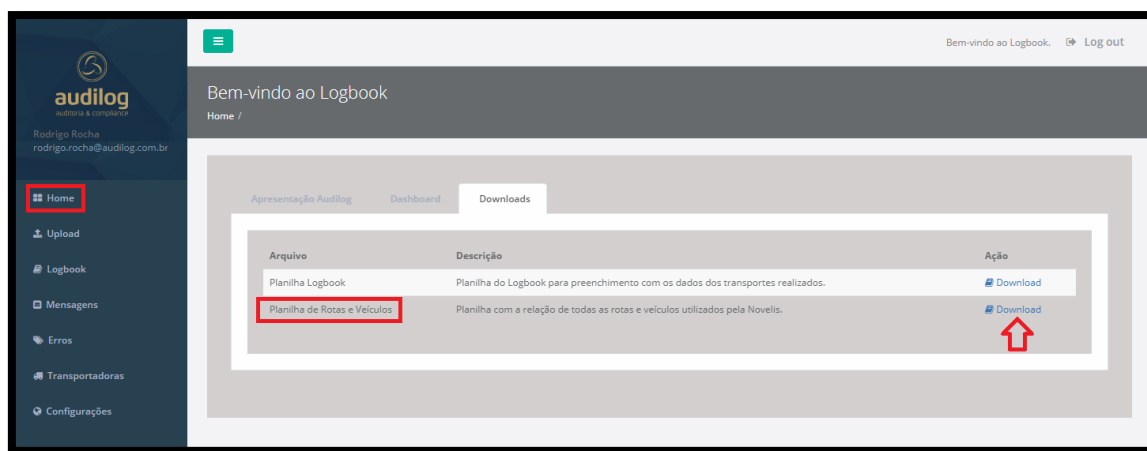 Bem-vindo ao Logbook. Log out
audilog
auditoria & compliance
Rodrigo Rocha
rodrigo.rocha@audilog.com.br
Bem-vindo ao Logbook
Home /
Home
Upload
Logbook
Mensagens
Erros
Transportadoras
Configurações
Apresentação Audilog Dashboard Downloads
Arquivo Descrição Ação
Planilha Logbook Planilha do Logbook para preenchimento com os dados dos transportes realizados. Download
Planilha de Rotas e Veículos Planilha com a relação de todas as rotas e veículos utilizados pela Novelis. Download